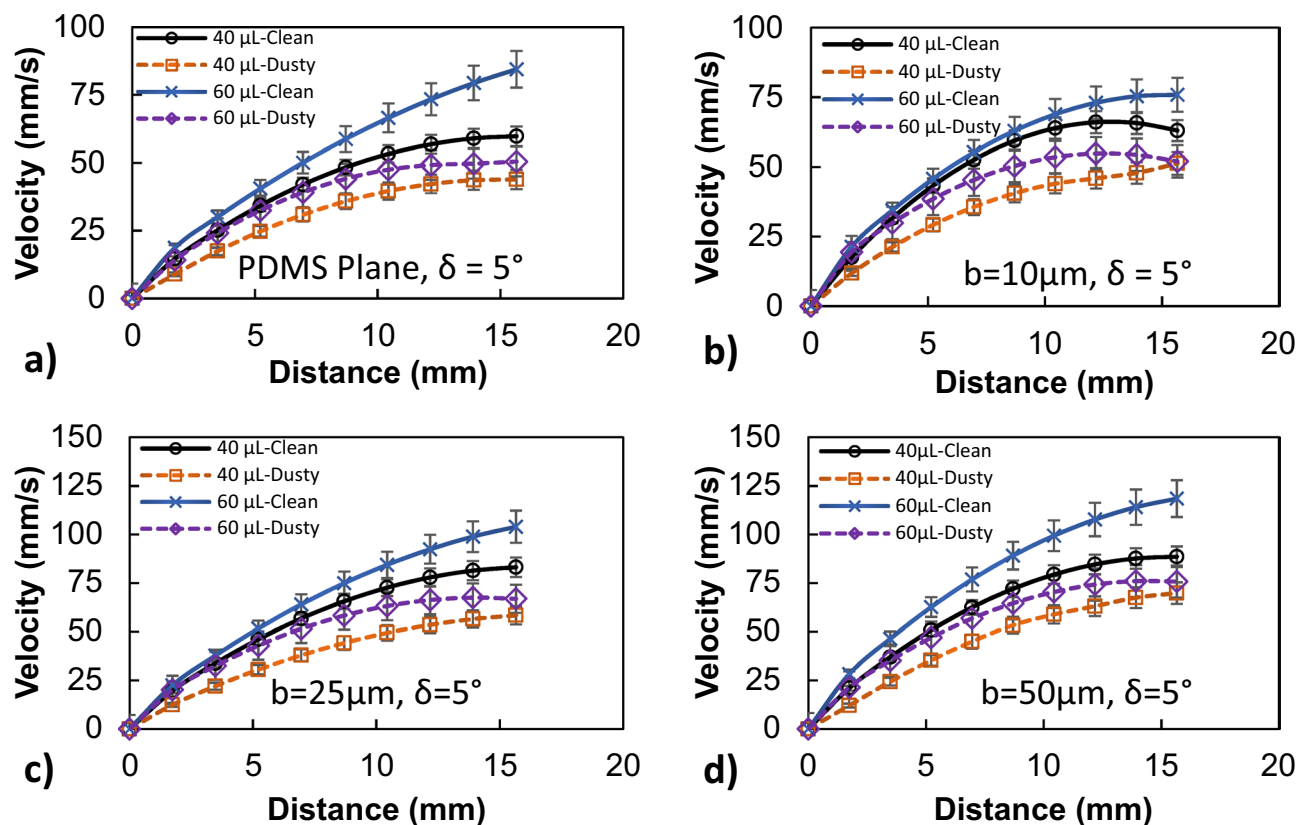 100
75
50
25
0
Velocity (mm/s)
40 µL-Clean
40 µL-Dusty
60 µL-Clean
60 µL-Dusty
PDMS Plane, δ = 5°
0 5 10 15 20
a)
Distance (mm)
100
75
50
25
0
Velocity (mm/s)
40 µL-Clean
40 µL-Dusty
60 µL-Clean
60 µL-Dusty
b=10µm, δ = 5°
0 5 10 15 20
b)
Distance (mm)
150
125
100
75
50
25
0
Velocity (mm/s)
40 µL-Clean
40 µL-Dusty
60 µL-Clean
60 µL-Dusty
b=25µm, δ=5°
0 5 10 15 20
c)
Distance (mm)
150
125
100
75
50
25
0
Velocity (mm/s)
40µL-Clean
40µL-Dusty
60µL-Clean
60µL-Dusty
b=50µm, δ=5°
0 5 10 15 20
d)
Distance (mm)